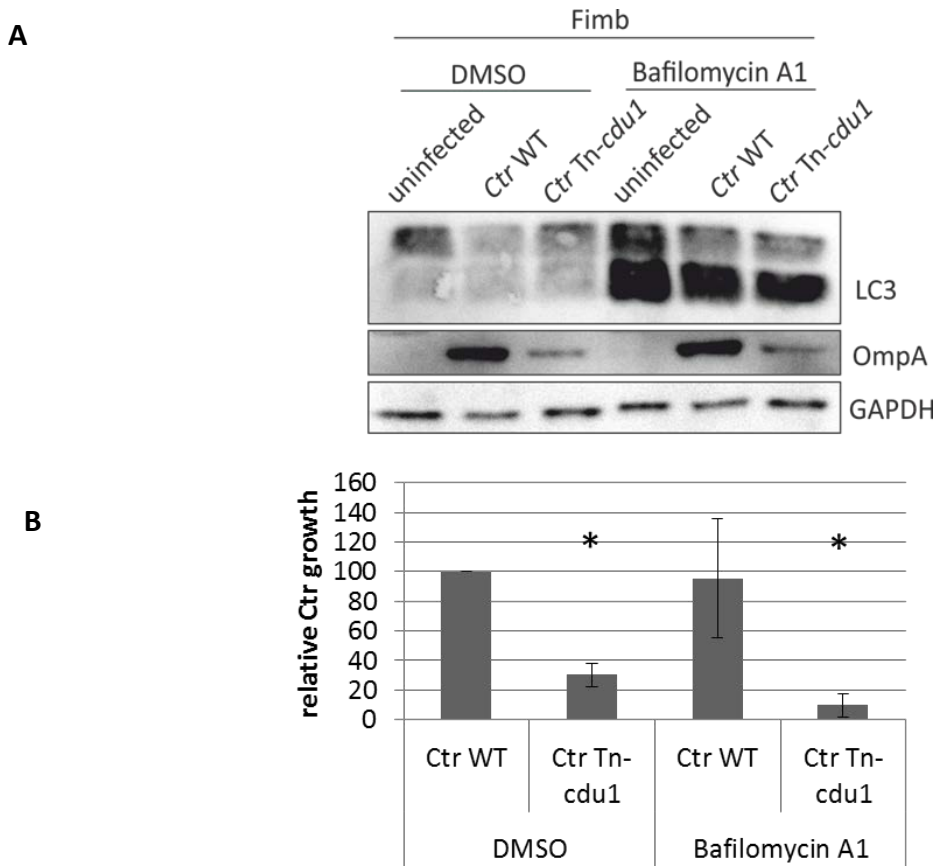 A
Fimb
DMSO Bafilomycin A1
uninfected Ctr WT Ctr Tn-cdu1 uninfected Ctr WT Ctr Tn-cdu1
LC3
OmpA
GAPDH
B
relative Ctr growth
160
140
120
100
80
60
40
20
0
* *
Ctr WT Ctr Tn- Ctr WT Ctr Tn-
cdu1 cdu1
DMSO Bafilomycin A1